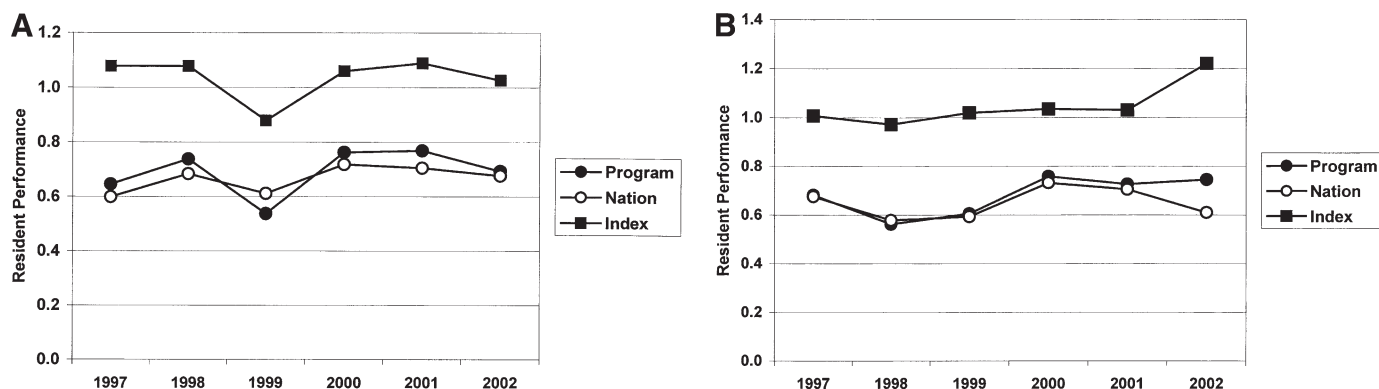 A
1.2
1.0
0.8
0.6
0.4
0.2
0.0
Resident Performance
1997 1998 1999 2000 2001 2002
Program
Nation
Index
B
1.4
1.2
1.0
0.8
0.6
0.4
0.2
0.0
Resident Performance
1997 1998 1999 2000 2001 2002
Program
Nation
Index